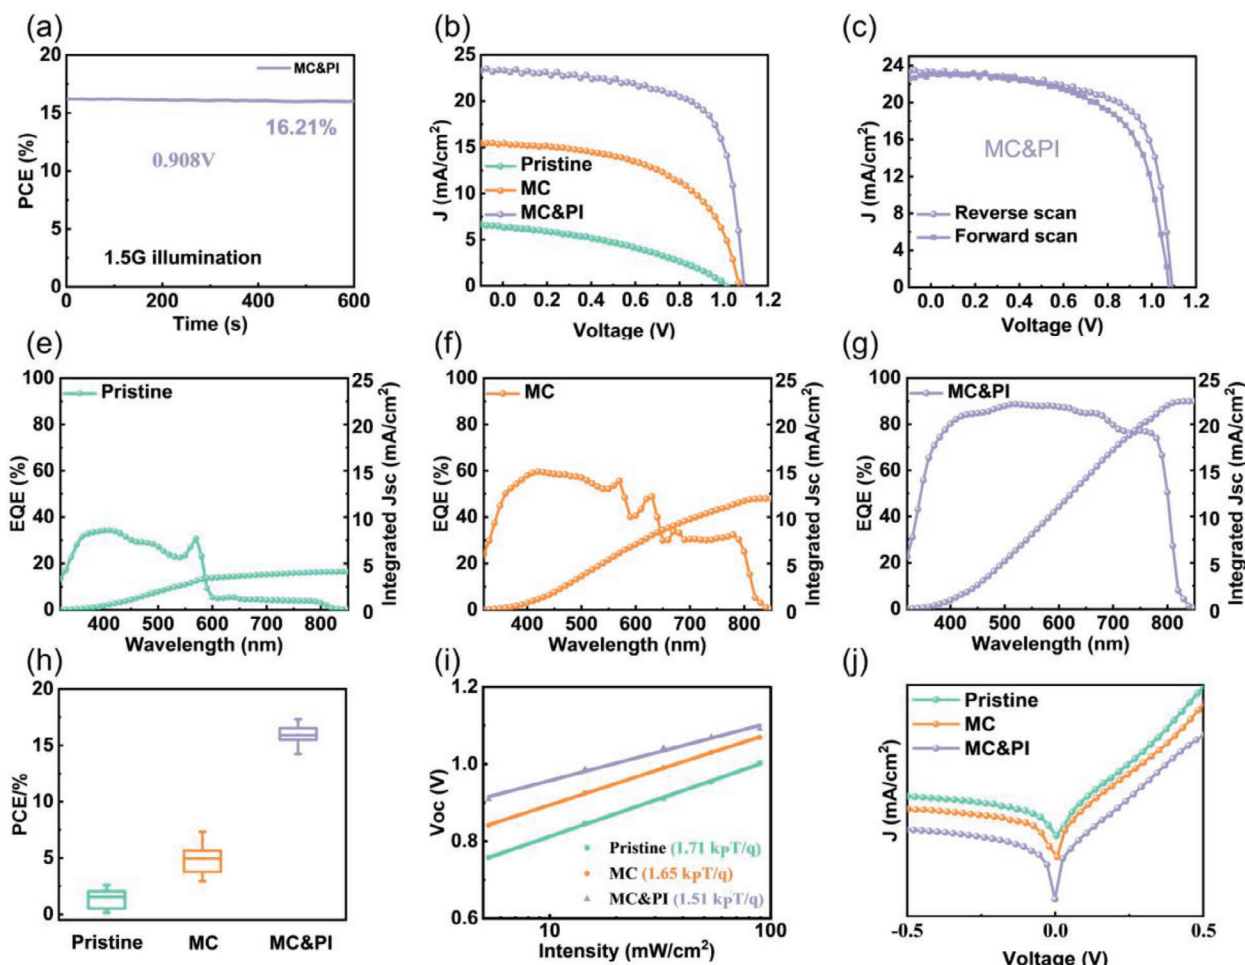 (a)
20
15
10
5
0
PCE (%)
MC&PI
16.21%
0.908V
1.5G illumination
0 200 400 600
Time (s)
(b)
25
20
15
10
5
0
J (mA/cm²)
Pristine
MC
MC&PI
0.0 0.2 0.4 0.6 0.8 1.0 1.2
Voltage (V)
(c)
24
20
16
12
8
4
0
J (mA/cm²)
MC&PI
Reverse scan
Forward scan
0.0 0.2 0.4 0.6 0.8 1.0 1.2
Voltage (V)
(e)
100
80
60
40
20
0
EQE (%)
Pristine
25
20
15
10
5
0
Integrated Jsc (mA/cm²)
400 500 600 700 800
Wavelength (nm)
(f)
100
80
60
40
20
0
EQE (%)
MC
25
20
15
10
5
0
Integrated Jsc (mA/cm²)
400 500 600 700 800
Wavelength (nm)
(g)
100
80
60
40
20
0
EQE (%)
MC&PI
25
20
15
10
5
0
Integrated Jsc (mA/cm²)
400 500 600 700 800
Wavelength (nm)
(h)
20
15
10
5
0
PCE/%
Pristine MC MC&PI
(i)
1.2
1.0
0.8
0.6
Voc (V)
Pristine (1.71 kpT/q)
MC (1.65 kpT/q)
MC&PI (1.51 kpT/q)
10 100
Intensity (mW/cm²)
(j)
J (mA/cm²)
Pristine
MC
MC&PI
-0.5 0.0 0.5
Voltage (V)